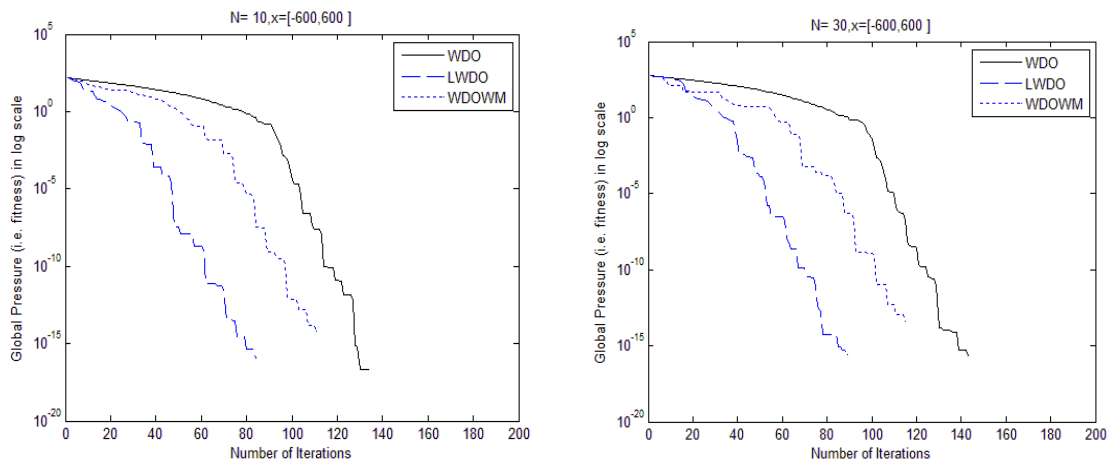 N= 10,x=[-600,600 ]
10^5
10^0
10^-5
10^-10
10^-15
10^-20
Global Pressure (i.e. fitness) in log scale
0 20 40 60 80 100 120 140 160 180 200
Number of Iterations
WDO
LWDO
WDOWM
N= 30,x=[-600,600 ]
10^5
10^0
10^-5
10^-10
10^-15
10^-20
Global Pressure (i.e. fitness) in log scale
0 20 40 60 80 100 120 140 160 180 200
Number of Iterations
WDO
LWDO
WDOWM